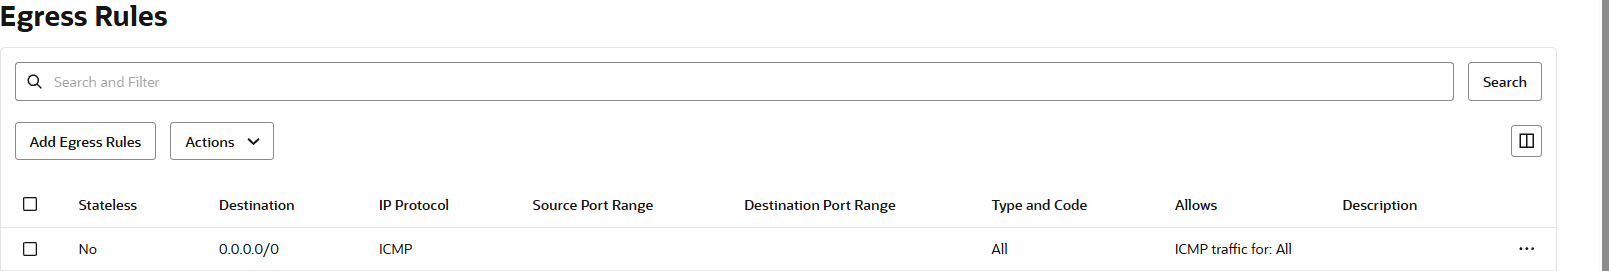 Egress Rules
Search and Filter
Search
Add Egress Rules
Actions
Stateless Destination IP Protocol Source Port Range Destination Port Range Type and Code Allows Description
No 0.0.0.0/0 ICMP All ICMP traffic for: All